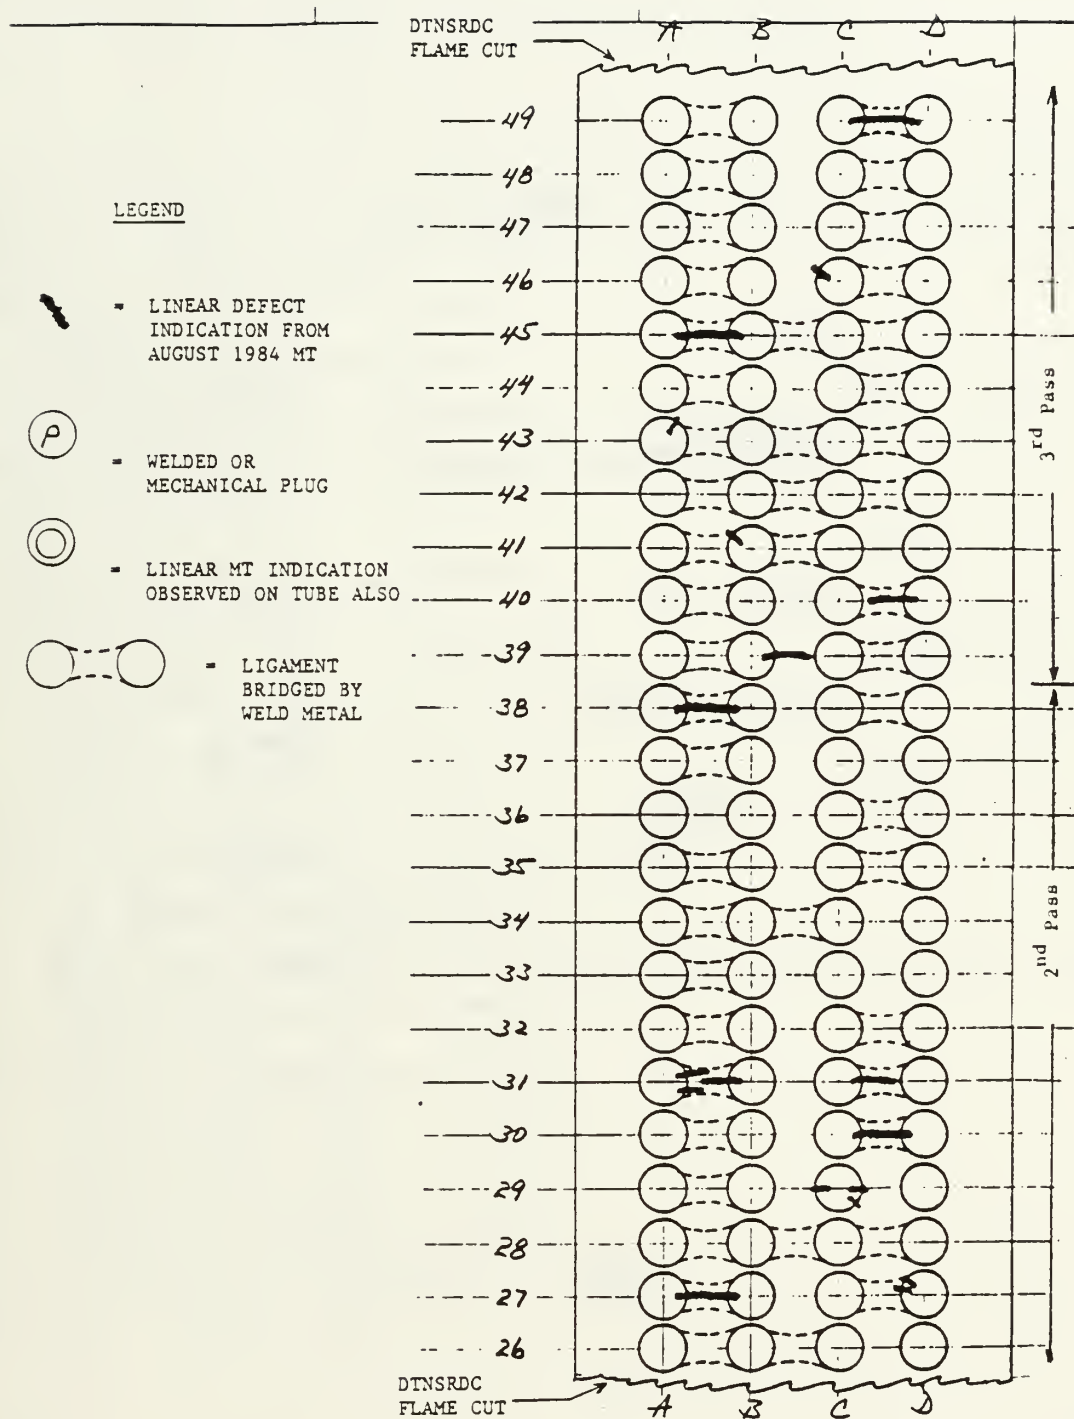 DTNSRDC
FLAME CUT
A B C D
49
48
LEGEND
47
46
= LINEAR DEFECT
INDICATION FROM
AUGUST 1984 MT
45
44
3rd Pass
P
43
= WELDED OR
MECHANICAL PLUG
42
41
= LINEAR MT INDICATION
OBSERVED ON TUBE ALSO
40
39
= LIGAMENT
BRIDGED BY
WELD METAL
38
37
36
35
34
2nd Pass
33
32
31
30
29
28
27
26
DTNSRDC
FLAME CUT
A B C D